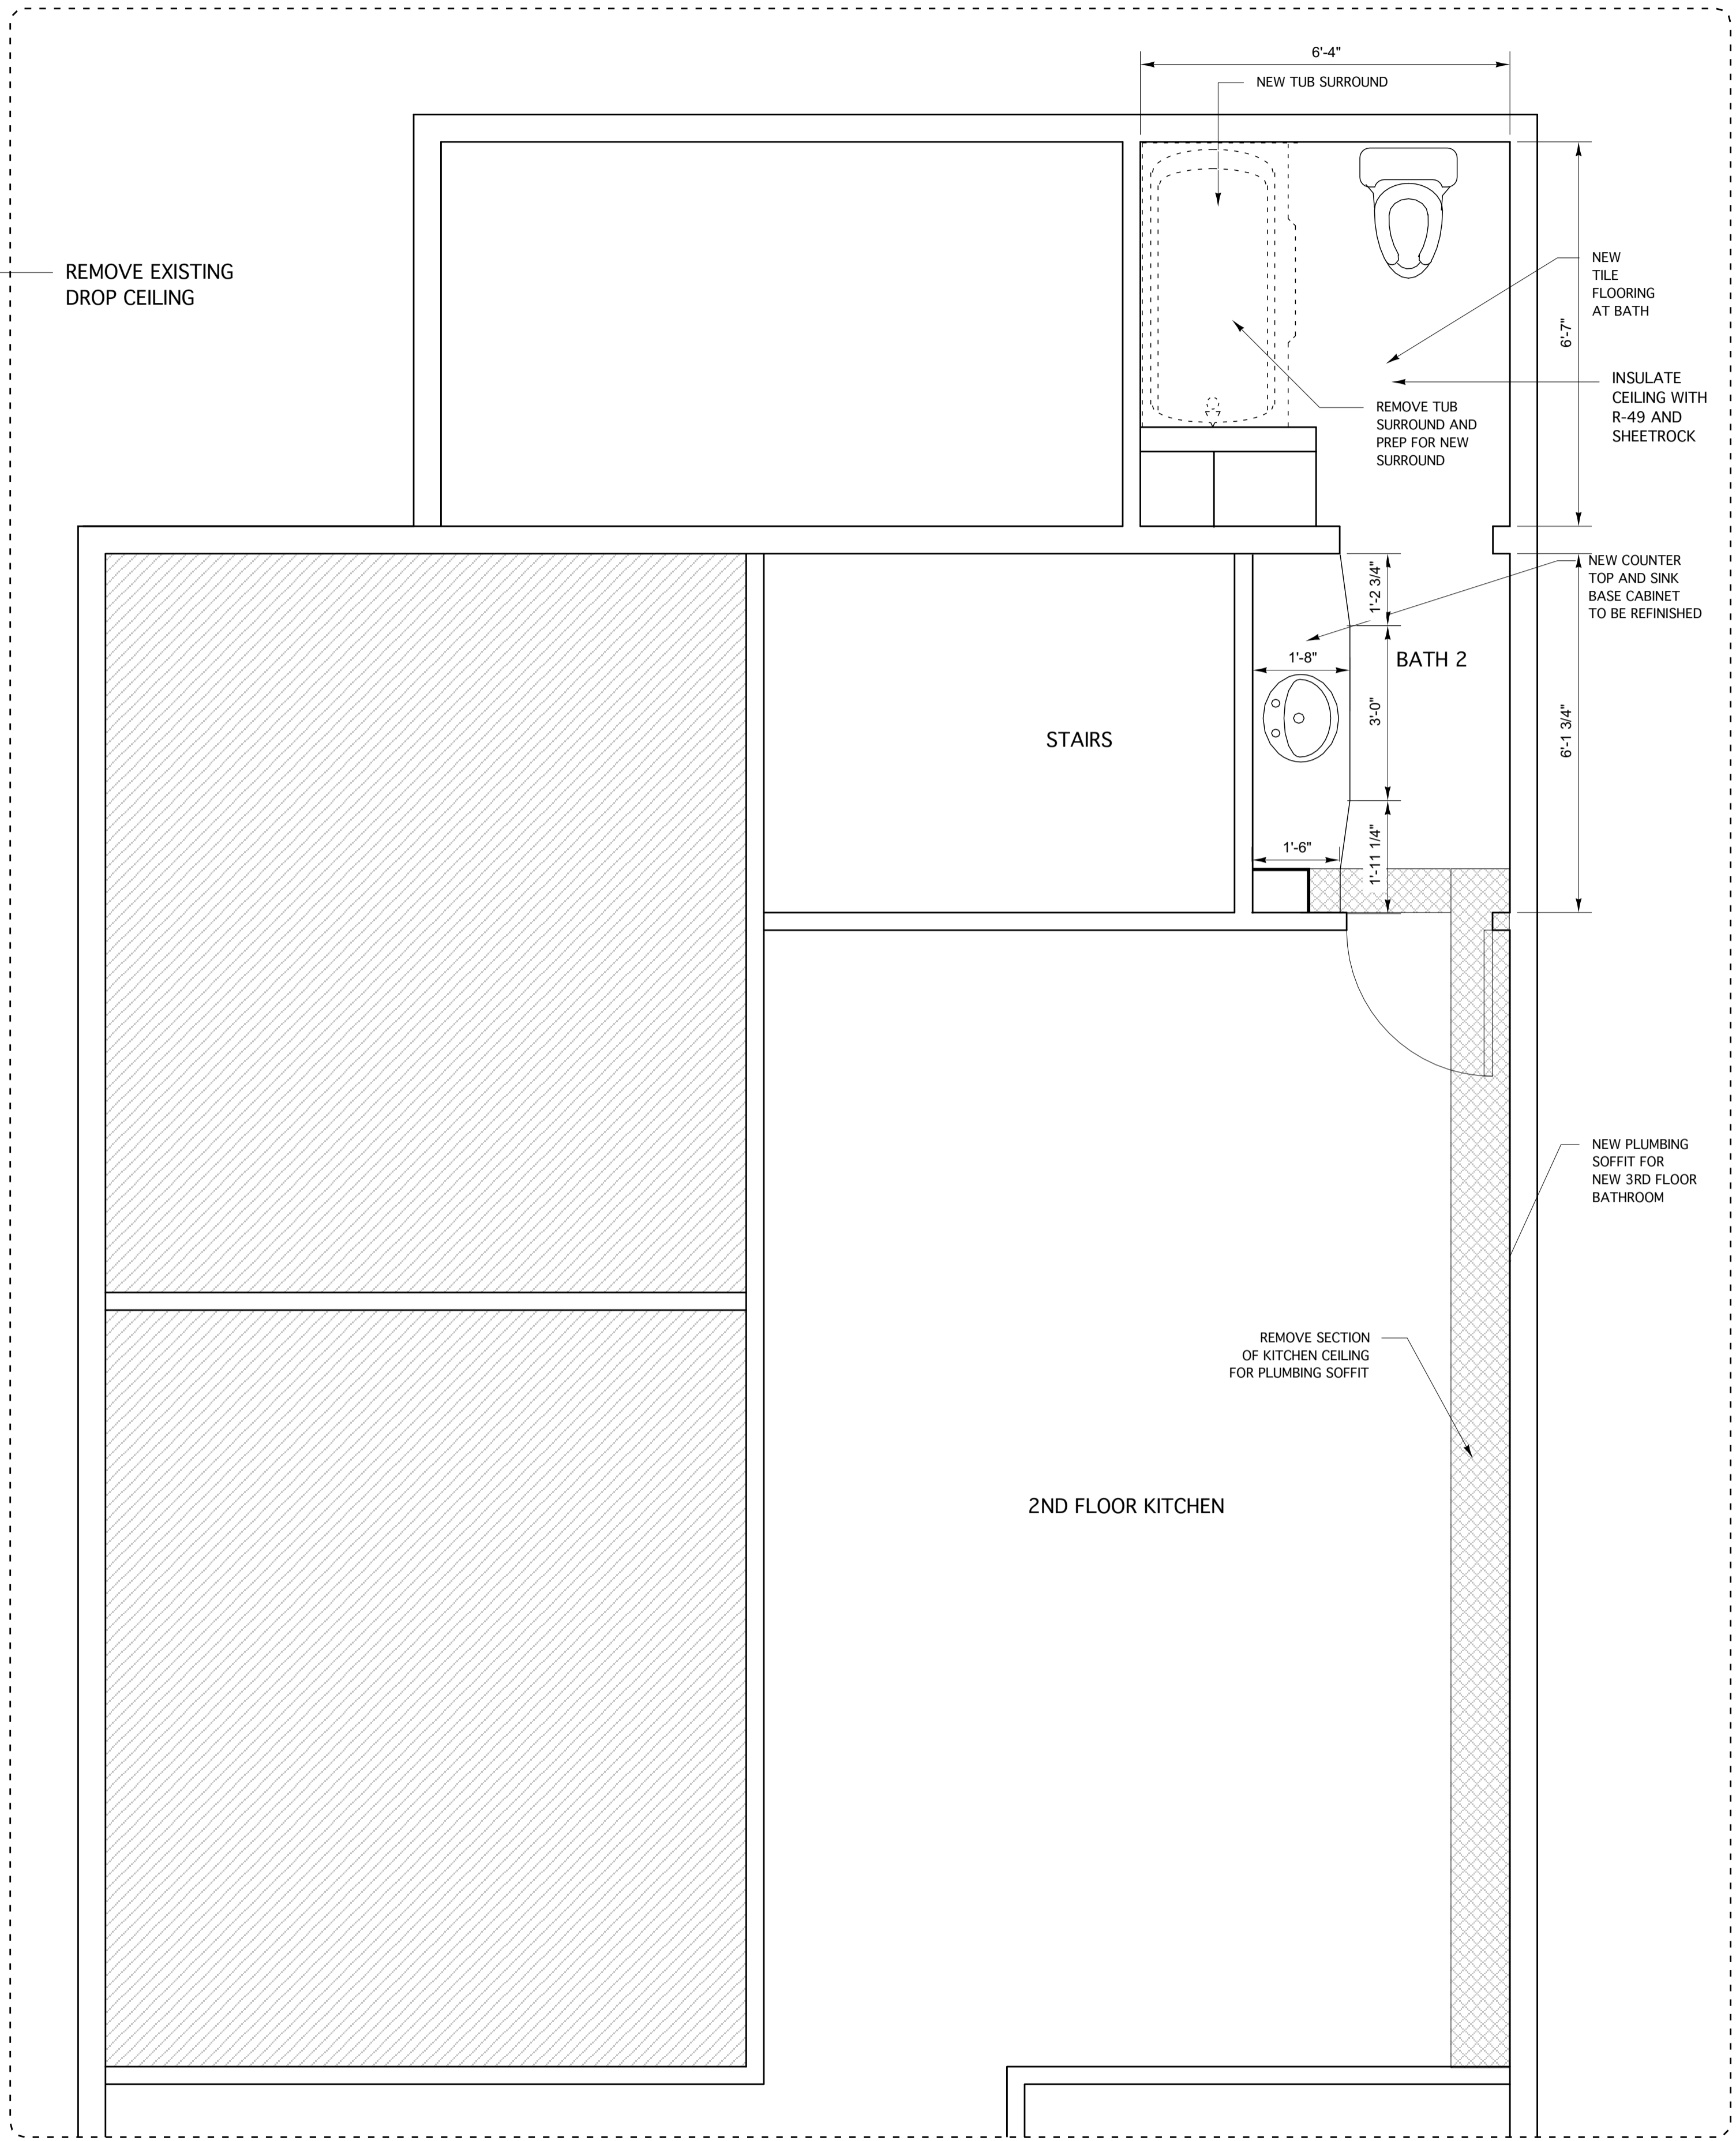 6'-4"
NEW TUB SURROUND
REMOVE EXISTING
DROP CEILING
NEW
TILE
FLOORING
AT BATH
6'-7"
INSULATE
CEILING WITH
R-49 AND
SHEETROCK
REMOVE TUB
SURROUND AND
PREP FOR NEW
SURROUND
NEW COUNTER
TOP AND SINK
BASE CABINET
TO BE REFINISHED
1'-2 3/4"
1'-8"
BATH 2
3'-0"
6'-1 3/4"
STAIRS
1'-6"
1'-11 1/4"
NEW PLUMBING
SOFFIT FOR
NEW 3RD FLOOR
BATHROOM
REMOVE SECTION
OF KITCHEN CEILING
FOR PLUMBING SOFFIT
2ND FLOOR KITCHEN